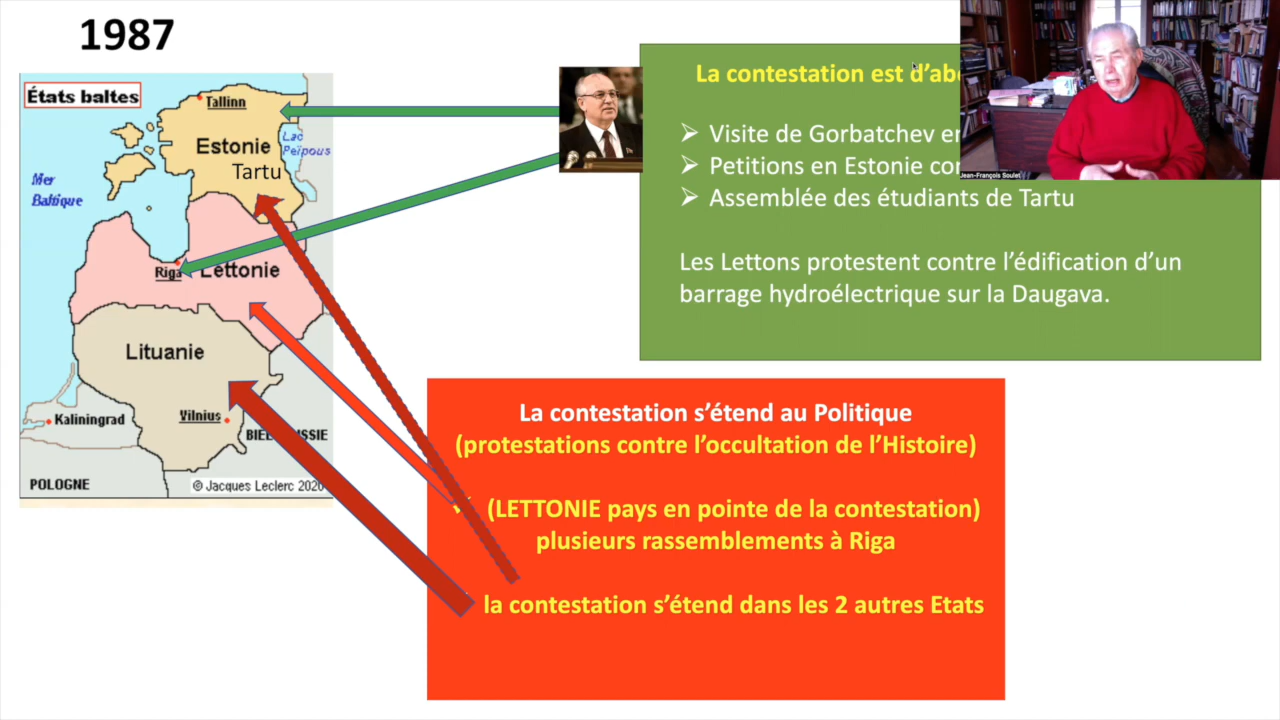 1987
États baltes
Tallinn
Estonie
Lac
Peïpous
Tartu
Mer
Baltique
Riga
Lettonie
Lituanie
Kaliningrad
Vilnius
POLOGNE
© Jacques Leclerc 2020
La contestation est
Visite de Gorbatchev
Petitions en Estonie
Assemblée des étudiants de Tartu
Les Lettons protestent contre l'édification d'un
barrage hydroélectrique sur la Daugava.
Jean-François Soulet
La contestation s'étend au Politique
(protestations contre l'occultation de l'Histoire)
(LETTONIE pays en pointe de la contestation)
plusieurs rassemblements à Riga
la contestation s'étend dans les 2 autres Etats